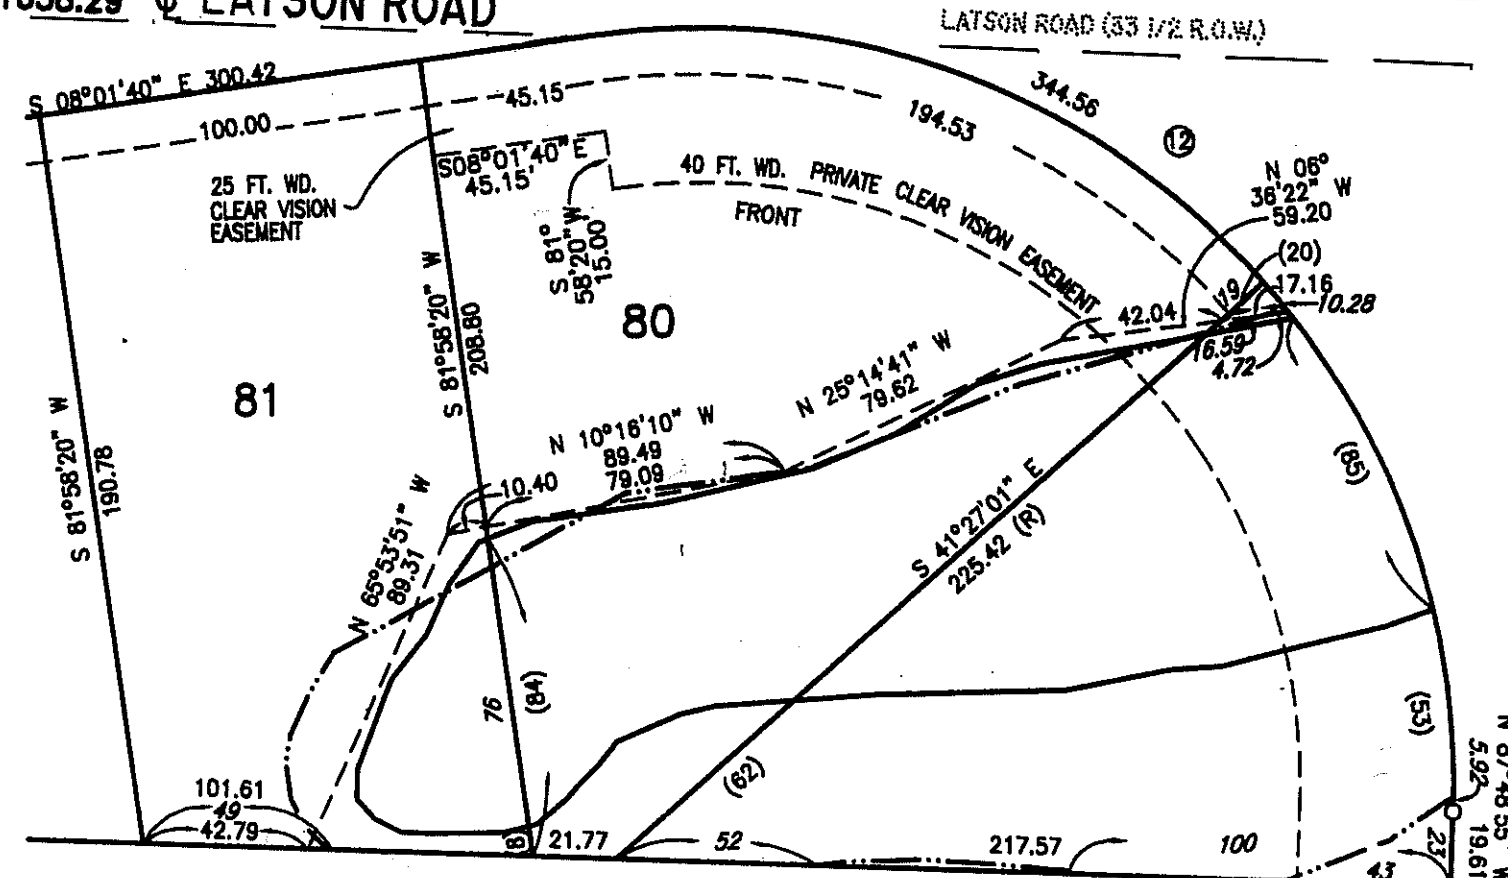 ℄ LATSON ROAD
LATSON ROAD (33 1/2 R.O.W.)
S 08°01'40" E 300.42
100.00
45.15
344.56
194.53
12
25 FT. WD.
CLEAR VISION
EASEMENT
S08°01'40"E
45.15'
S 81°
58'20"W
15.00'
40 FT. WD. PRIVATE CLEAR VISION EASEMENT
FRONT
N 06°
36'22" W
59.20
(20)
17.16
10.28
19
42.04
16.59
4.72
80
81
S 81°58'20" W
208.80
S 81°58'20" W
190.78
N 25°14'41" W
79.62
N 10°16'10" W
89.49
79.09
10.40
N 65°53'51" W
89.31
S 41°27'01" E
225.42 (R)
(85)
(53)
76
(84)
(62)
101.61
49
42.79
8
21.77
52
217.57
100
5.92
19.61
23
43